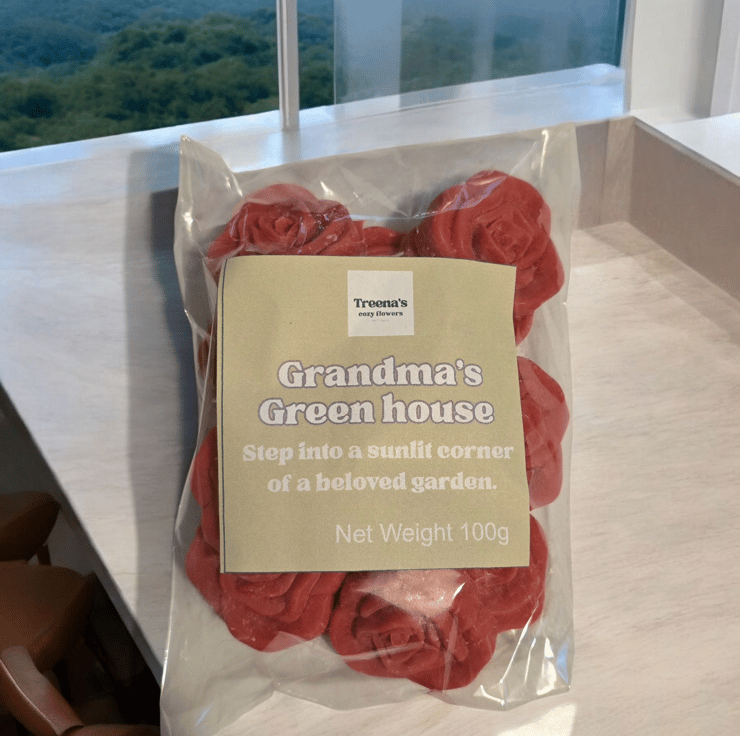 Treena's
cozy flowers
Grandma's
Green house
Step into a sunlit corner
of a beloved garden.
Net Weight 100g